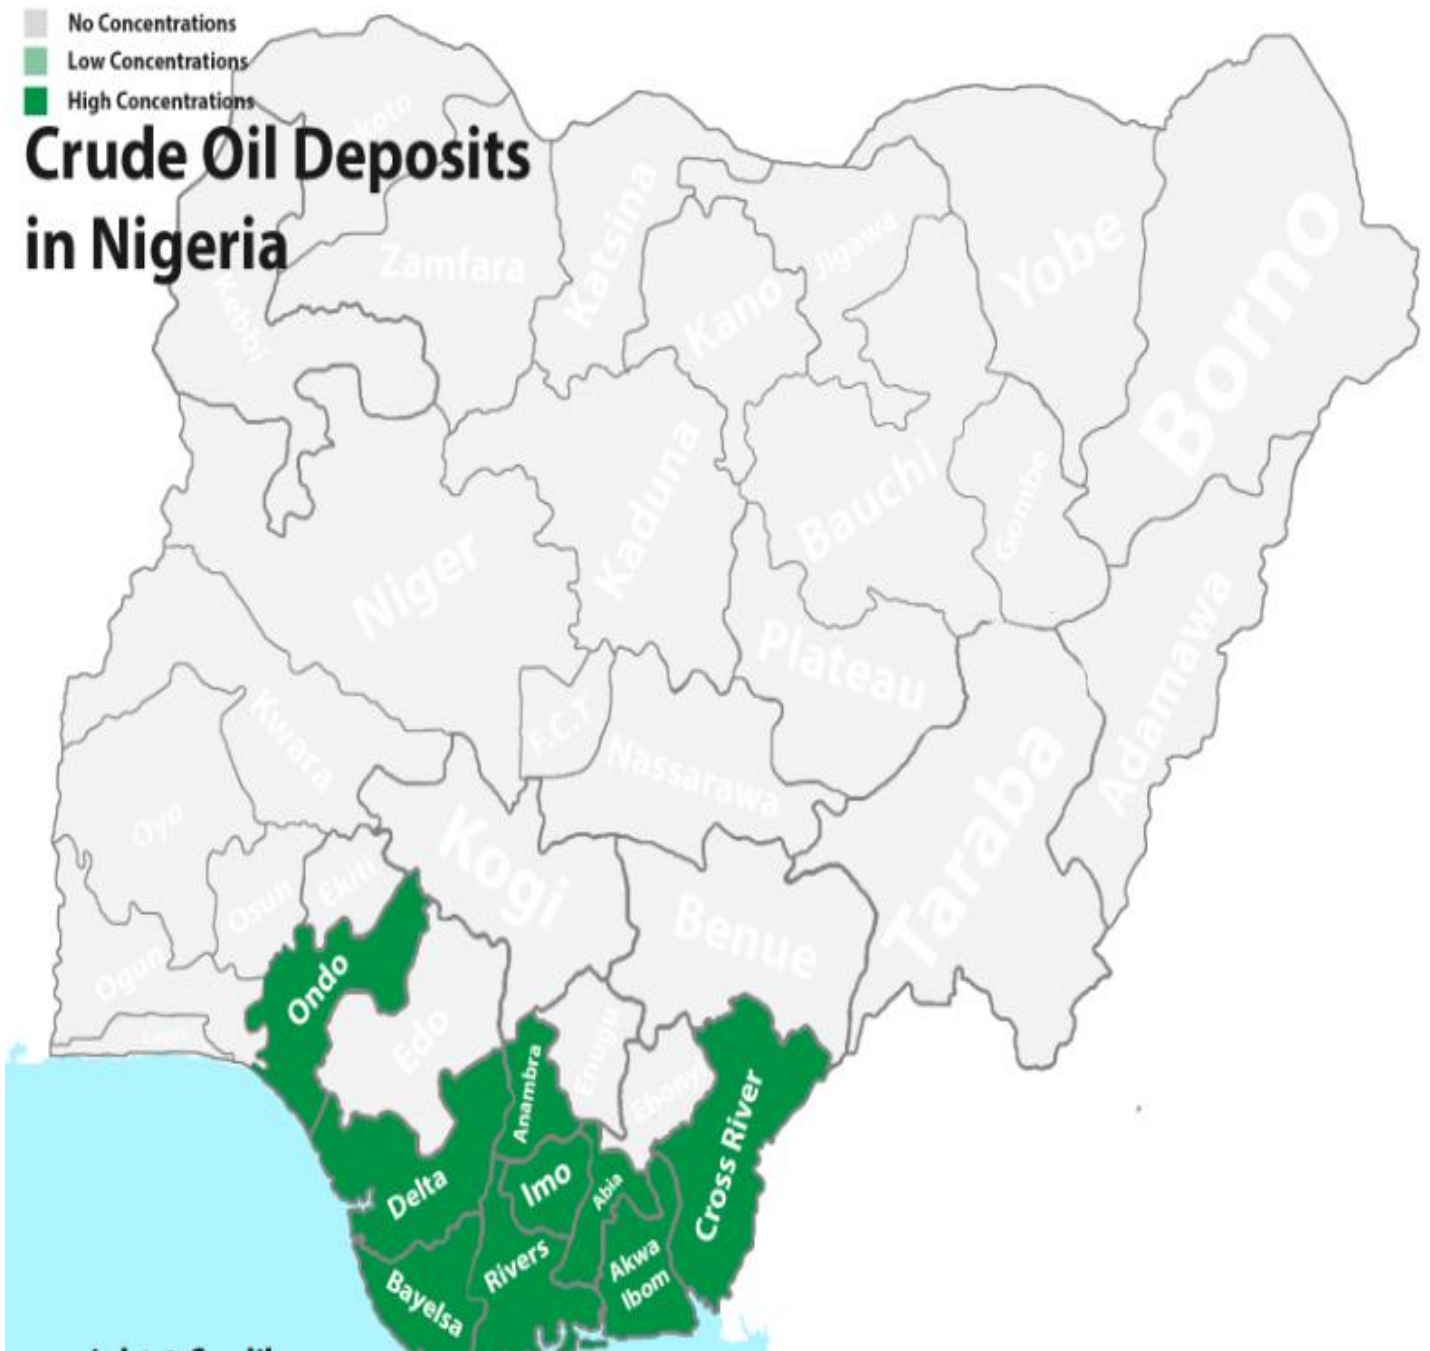 No Concentrations
Low Concentrations
High Concentrations
Crude Oil Deposits
in Nigeria
Katsina
Zamfara
Kebbi
Kano
Jigawa
Yobe
Borno
Niger
Kaduna
Bauchi
Gombe
Adamawa
Plateau
Taraba
F.C.T
Nassarawa
Kwara
Oyo
Kogi
Benue
Osun
Ekiti
Ogun
Ondo
Edo
Enugu
Ebonyi
Anambra
Cross River
Delta
Imo
Abia
Rivers
Akwa
Ibom
Bayelsa